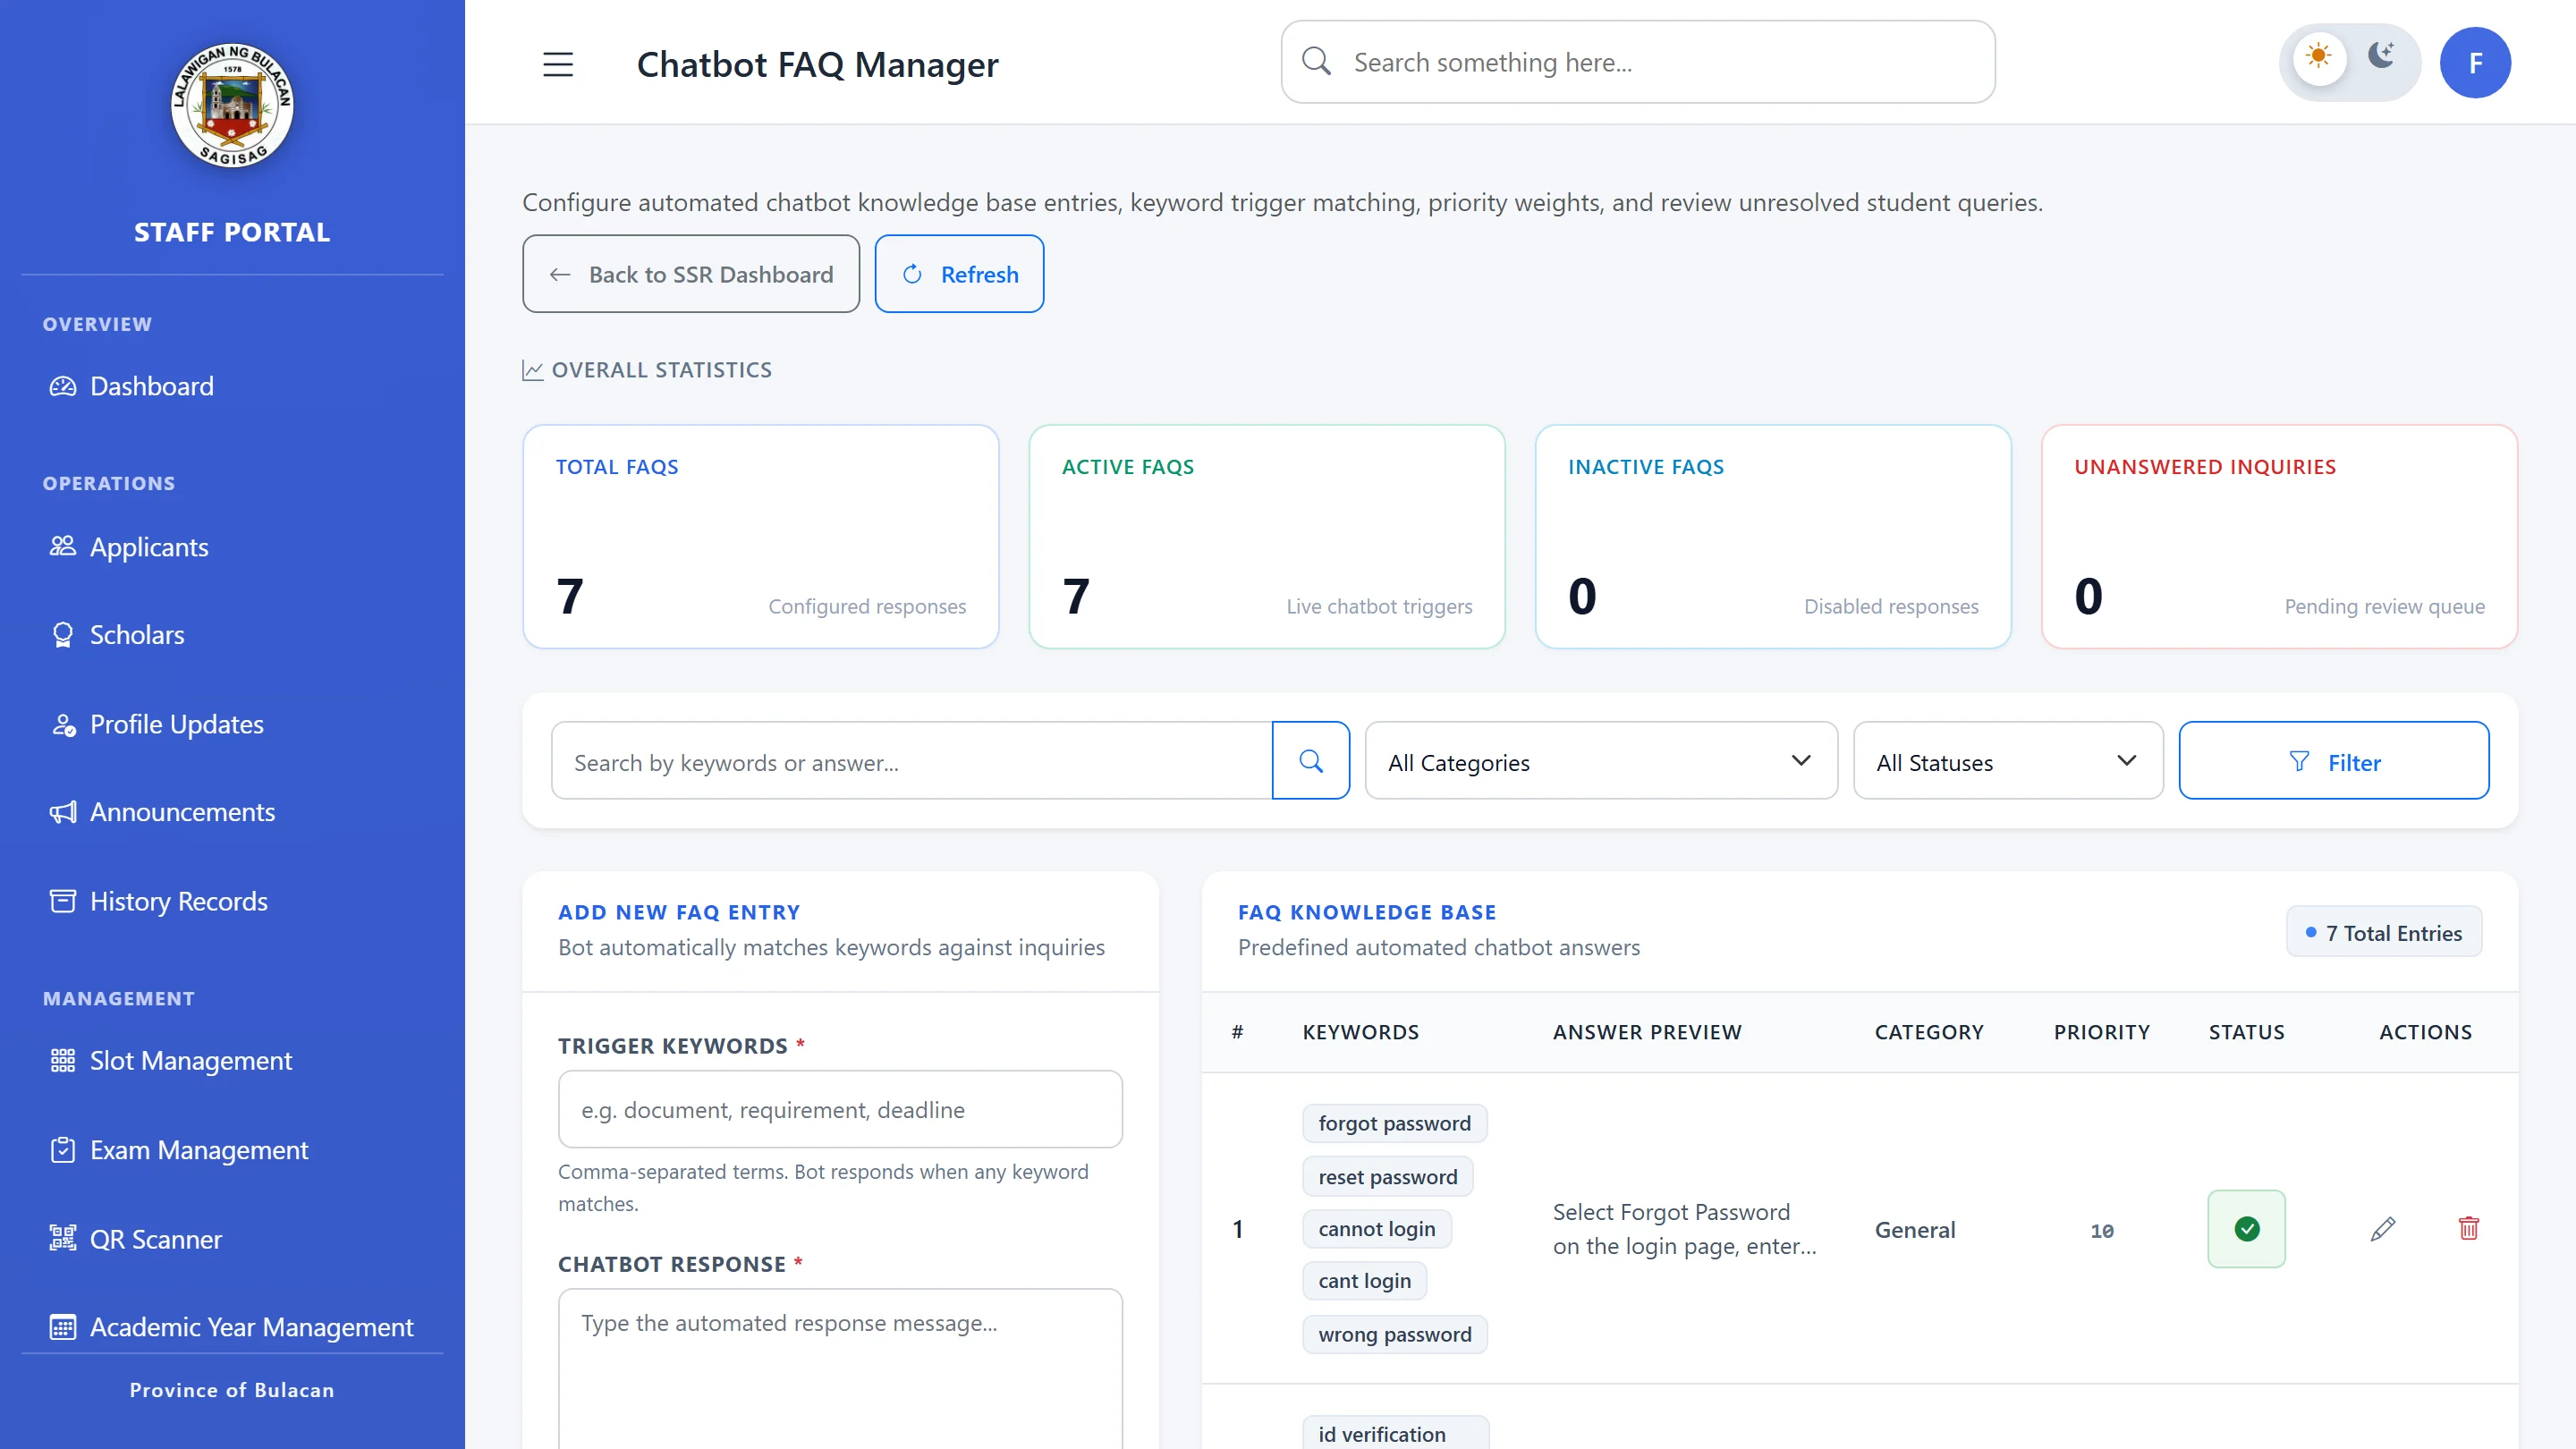 LALAWIGAN NG BULACAN
1578
SAGISAG
STAFF PORTAL
OVERVIEW
Dashboard
OPERATIONS
Applicants
Scholars
Profile Updates
Announcements
History Records
MANAGEMENT
Slot Management
Exam Management
QR Scanner
Academic Year Management
Province of Bulacan
Chatbot FAQ Manager
Search something here...
F
Configure automated chatbot knowledge base entries, keyword trigger matching, priority weights, and review unresolved student queries.
Back to SSR Dashboard
Refresh
OVERALL STATISTICS
TOTAL FAQS
7
Configured responses
ACTIVE FAQS
7
Live chatbot triggers
INACTIVE FAQS
0
Disabled responses
UNANSWERED INQUIRIES
0
Pending review queue
Search by keywords or answer...
All Categories
All Statuses
Filter
ADD NEW FAQ ENTRY
Bot automatically matches keywords against inquiries
TRIGGER KEYWORDS *
e.g. document, requirement, deadline
Comma-separated terms. Bot responds when any keyword
matches.
CHATBOT RESPONSE *
Type the automated response message...
FAQ KNOWLEDGE BASE
Predefined automated chatbot answers
7 Total Entries
# KEYWORDS ANSWER PREVIEW CATEGORY PRIORITY STATUS ACTIONS
1
forgot password
reset password
cannot login
cant login
wrong password
Select Forgot Password
on the login page, enter...
General
10
id verification